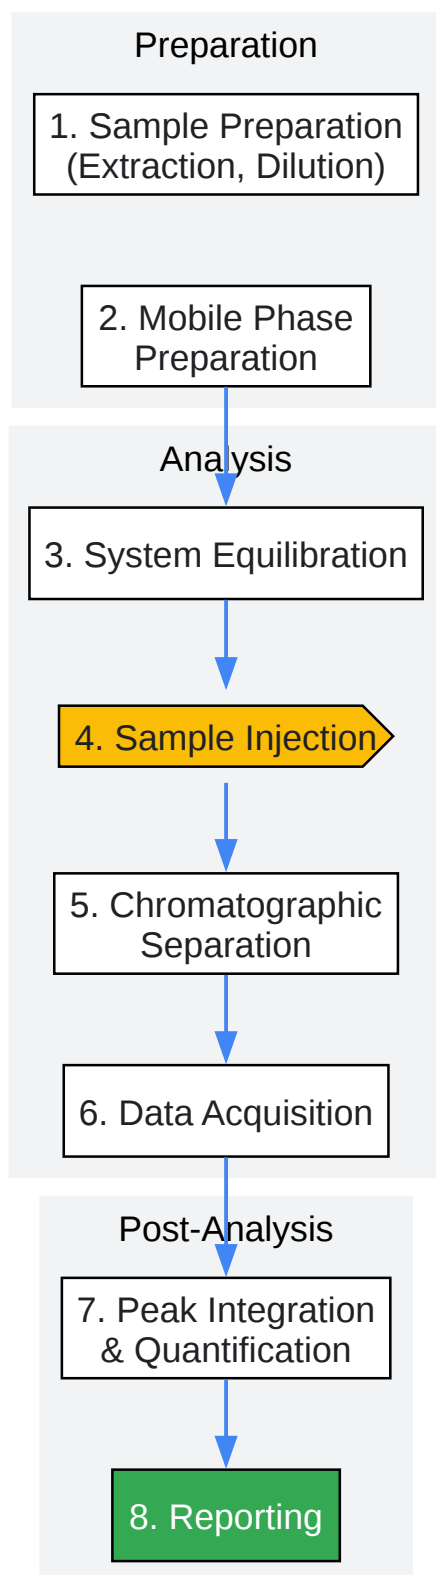 Preparation
1. Sample Preparation
(Extraction, Dilution)
2. Mobile Phase
Preparation
Analysis
3. System Equilibration
4. Sample Injection
5. Chromatographic
Separation
6. Data Acquisition
Post-Analysis
7. Peak Integration
& Quantification
8. Reporting